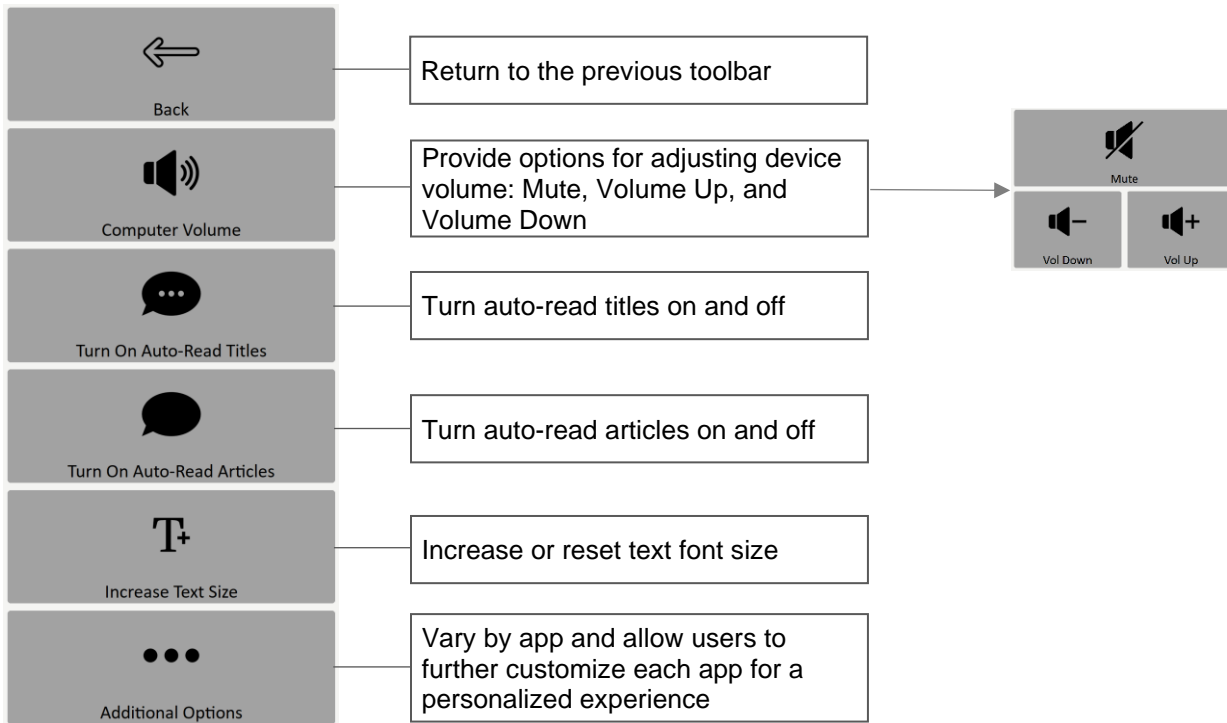 Back
Return to the previous toolbar
Computer Volume
Provide options for adjusting device
volume: Mute, Volume Up, and
Volume Down
Mute
Vol Down
Vol Up
Turn On Auto-Read Titles
Turn auto-read titles on and off
Turn On Auto-Read Articles
Turn auto-read articles on and off
T+
Increase Text Size
Increase or reset text font size
Additional Options
Vary by app and allow users to
further customize each app for a
personalized experience